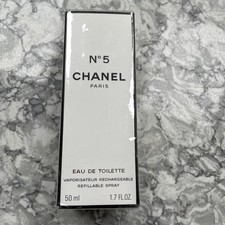 N°5
CHANEL
PARIS
EAU DE TOILETTE
VAPORISATEUR RECHARGEABLE
REFILLABLE SPRAY
50 ml 1.7 FL.OZ.